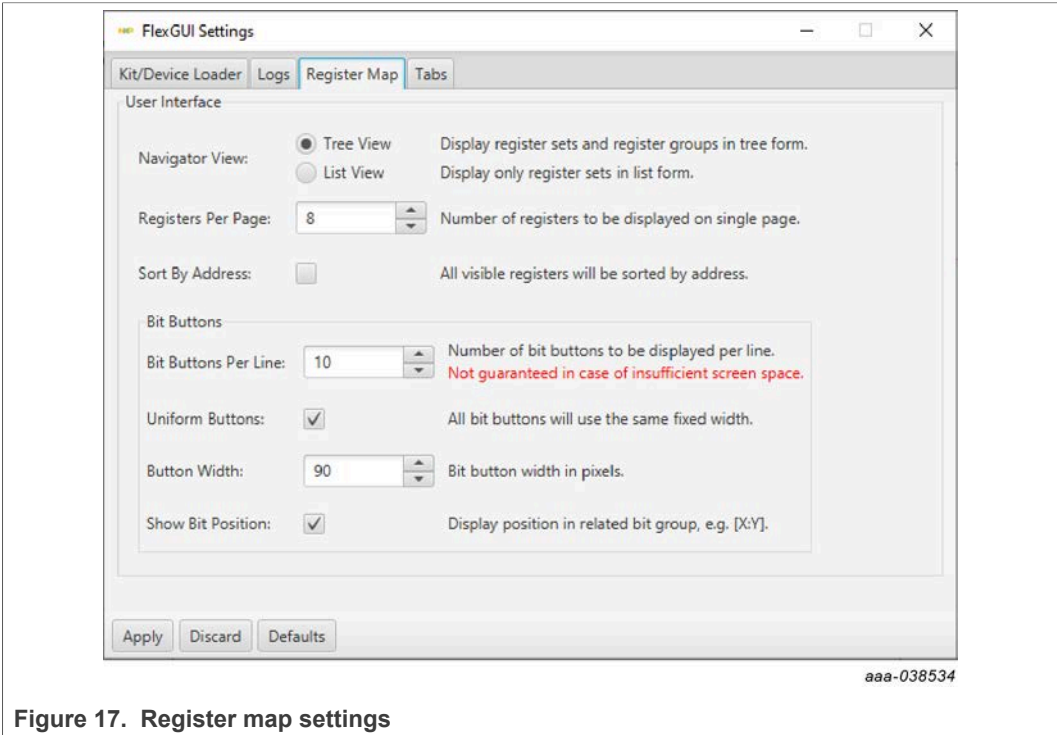 FlexGUI Settings
Kit/Device Loader Logs Register Map Tabs
User Interface
Navigator View:
Tree View Display register sets and register groups in tree form.
List View Display only register sets in list form.
Registers Per Page: 8 Number of registers to be displayed on single page.
Sort By Address: All visible registers will be sorted by address.
Bit Buttons
Bit Buttons Per Line: 10 Number of bit buttons to be displayed per line.
Not guaranteed in case of insufficient screen space.
Uniform Buttons: All bit buttons will use the same fixed width.
Button Width: 90 Bit button width in pixels.
Show Bit Position: Display position in related bit group, e.g. [X:Y].
Apply Discard Defaults
aaa-038534
Figure 17. Register map settings